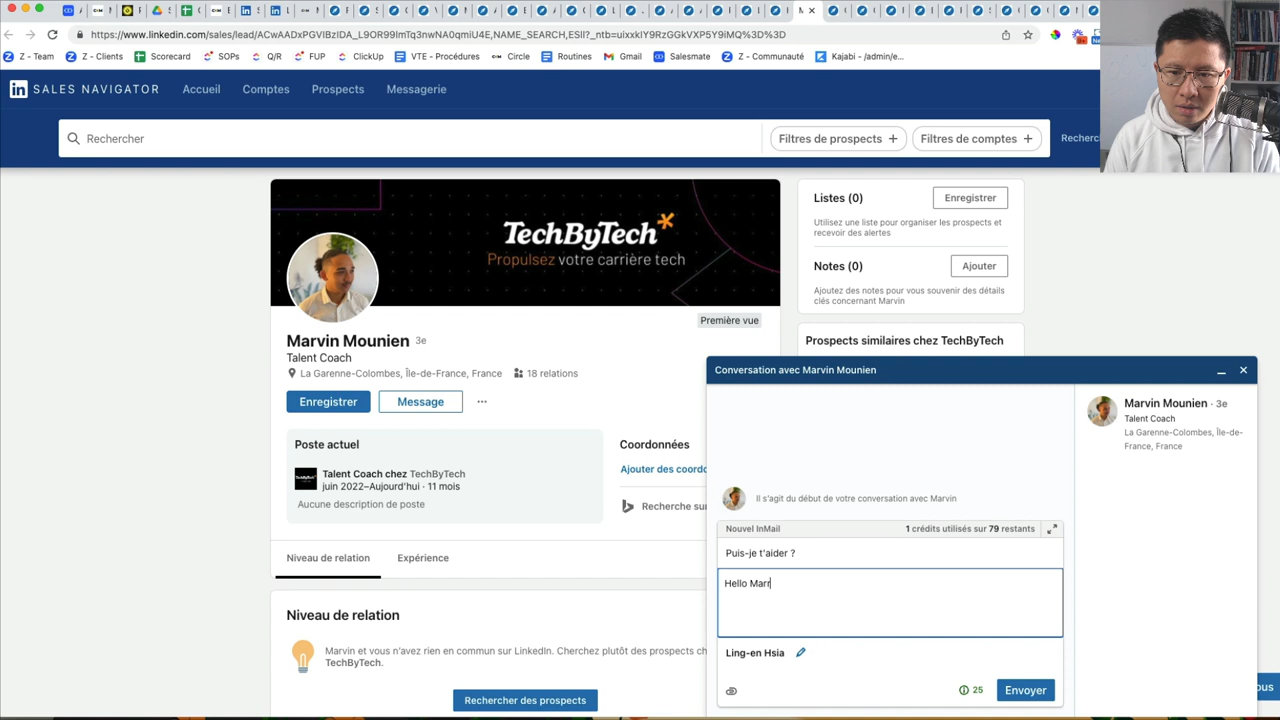 https://www.linkedin.com/sales/lead/ACwAADxPGVIBzIDA_L9OR99lmTq3nwNA0qmiU4E,NAME_SEARCH,ESII?_ntb=uixxkIY9RzGGkVXP5Y9iMQ%3D%3D
Z - Team
Z - Clients
Scorecard
SOPs
Q/R
FUP
ClickUp
VTE - Procédures
Circle
Routines
Gmail
Salesmate
Z - Communauté
Kajabi - /admin/e...
in SALES NAVIGATOR
Accueil
Comptes
Prospects
Messagerie
Rechercher
Filtres de prospects +
Filtres de comptes +
TechByTech*
Propulsez votre carrière tech
Première vue
Marvin Mounien 3e
Talent Coach
La Garenne-Colombes, Île-de-France, France
18 relations
Enregistrer
Message
...
Poste actuel
Talent Coach chez TechByTech
juin 2022–Aujourd'hui · 11 mois
Aucune description de poste
Coordonnées
Niveau de relation
Expérience
Niveau de relation
Marvin et vous n'avez rien en commun sur LinkedIn. Cherchez plutôt des prospects
TechByTech.
Rechercher des prospects
Listes (0)
Enregistrer
Utilisez une liste pour organiser les prospects et
recevoir des alertes
Notes (0)
Ajouter
Ajoutez des notes pour vous souvenir des détails
clés concernant Marvin
Prospects similaires chez TechByTech
Conversation avec Marvin Mounien
Il s'agit du début de votre conversation avec Marvin
Nouvel InMail
1 crédits utilisés sur 79 restants
Puis-je t'aider ?
Hello Marr
Ling-en Hsia
25
Envoyer
Marvin Mounien · 3e
Talent Coach
La Garenne-Colombes, Île-de-
France, France